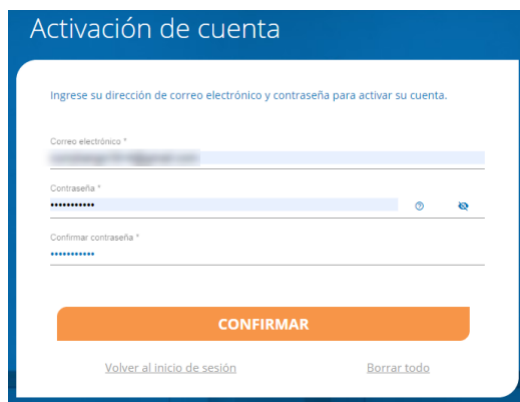 Activación de cuenta
Ingrese su dirección de correo electrónico y contraseña para activar su cuenta.
Correo electrónico *
Contraseña *
•••••••••••
Confirmar contraseña *
•••••••••••
CONFIRMAR
Volver al inicio de sesión Borrar todo